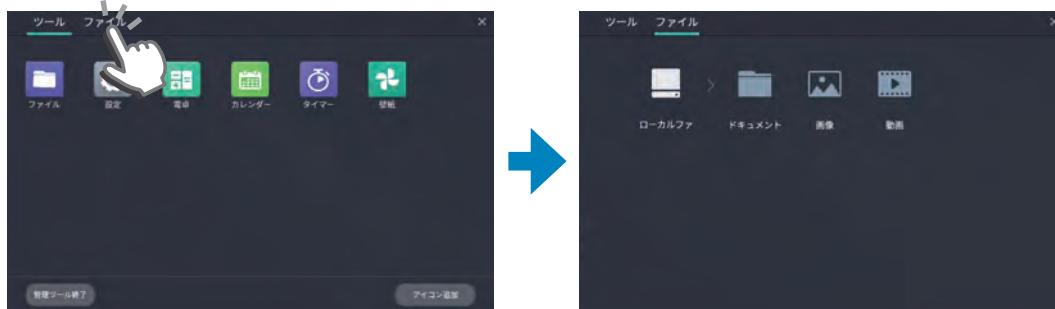 ツール ファイル
ファイル 設定 電卓 カレンダー タイマー 壁紙
管理ツール終了 アイコン追加
ツール ファイル
ローカルファ ドキュメント 画像 動画